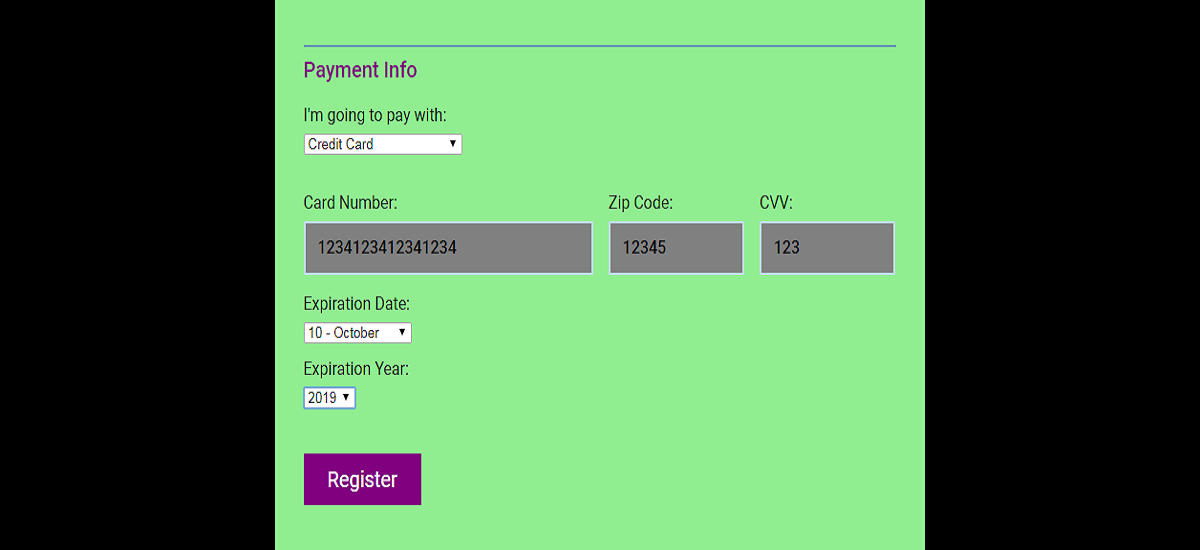 Payment Info
I'm going to pay with:
Credit Card
Card Number: Zip Code: CVV:
1234123412341234 12345 123
Expiration Date:
10 - October
Expiration Year:
2019
Register